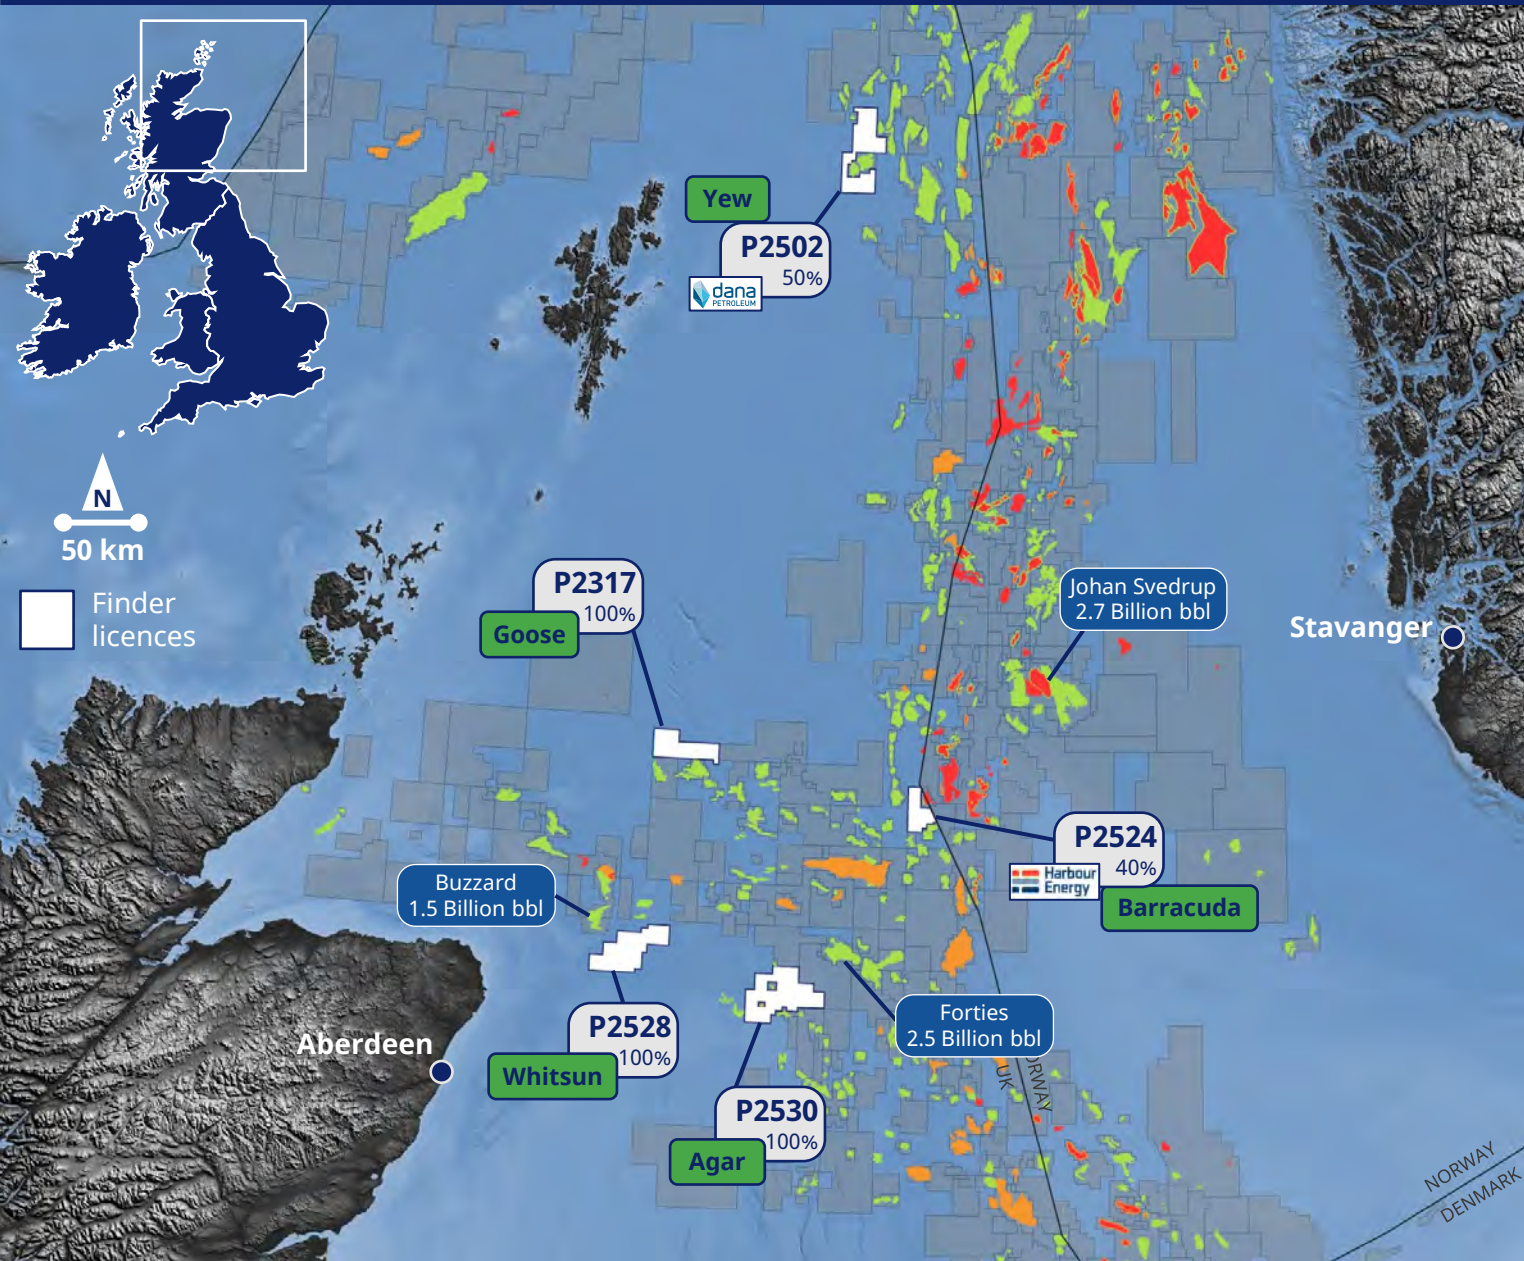 Yew
P2502
50%
dana
PETROLEUM
N
50 km
Finder
licences
P2317
100%
Goose
Johan Svedrup
2.7 Billion bbl
Stavanger
P2524
40%
Harbour
Energy
Barracuda
Buzzard
1.5 Billion bbl
Forties
2.5 Billion bbl
Aberdeen
P2528
100%
Whitsun
P2530
100%
Agar
UK
NORWAY
NORWAY
DENMARK